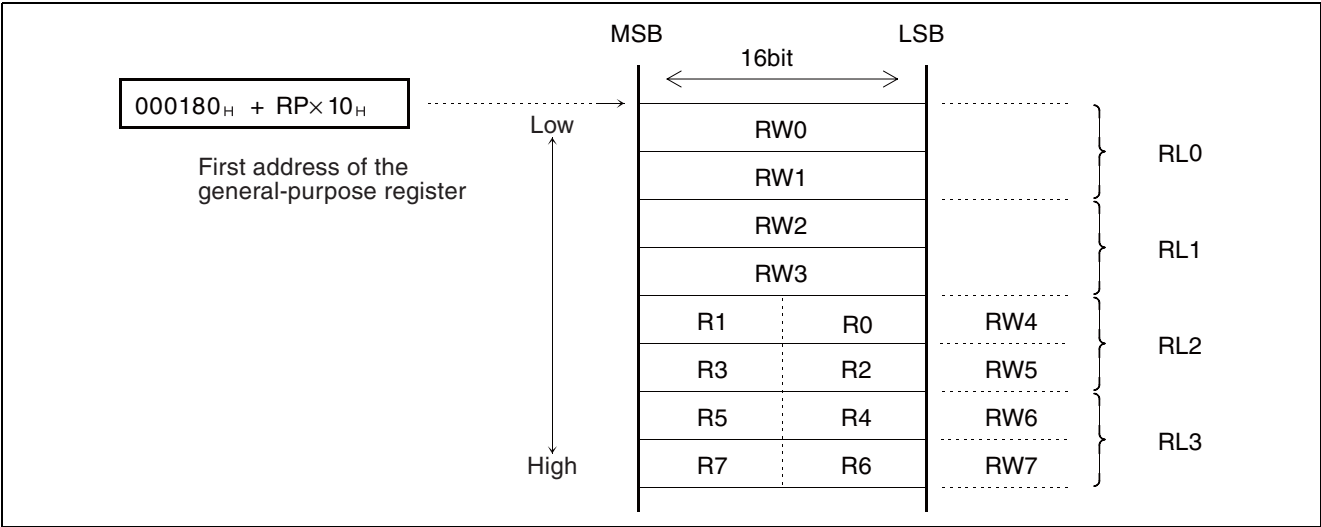 MSB LSB
16bit
000180H + RP×10H
Low
First address of the
general-purpose register
RW0
RL0
RW1
RW2
RL1
RW3
R1 R0 RW4
RL2
R3 R2 RW5
R5 R4 RW6
RL3
High R7 R6 RW7